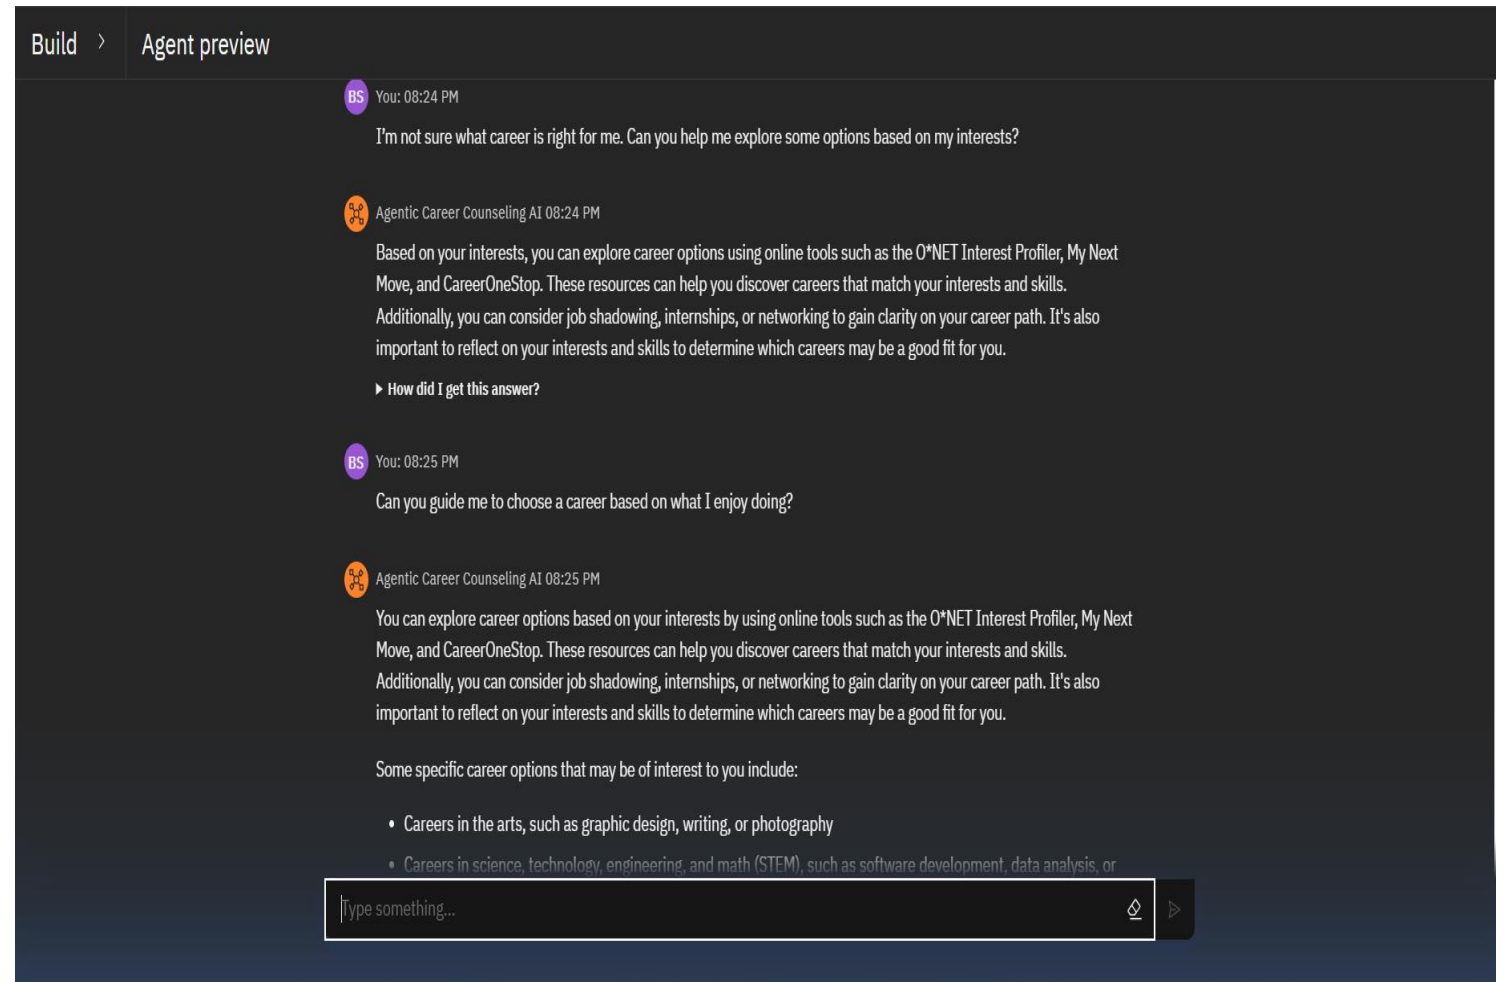 Build > Agent preview
BS You: 08:24 PM
I'm not sure what career is right for me. Can you help me explore some options based on my interests?
Agentic Career Counseling AI 08:24 PM
Based on your interests, you can explore career options using online tools such as the O*NET Interest Profiler, My Next
Move, and CareerOneStop. These resources can help you discover careers that match your interests and skills.
Additionally, you can consider job shadowing, internships, or networking to gain clarity on your career path. It's also
important to reflect on your interests and skills to determine which careers may be a good fit for you.
How did I get this answer?
BS You: 08:25 PM
Can you guide me to choose a career based on what I enjoy doing?
Agentic Career Counseling AI 08:25 PM
You can explore career options based on your interests by using online tools such as the O*NET Interest Profiler, My Next
Move, and CareerOneStop. These resources can help you discover careers that match your interests and skills.
Additionally, you can consider job shadowing, internships, or networking to gain clarity on your career path. It's also
important to reflect on your interests and skills to determine which careers may be a good fit for you.
Some specific career options that may be of interest to you include:
• Careers in the arts, such as graphic design, writing, or photography
• Careers in science, technology, engineering, and math (STEM), such as software development, data analysis, or
Type something...